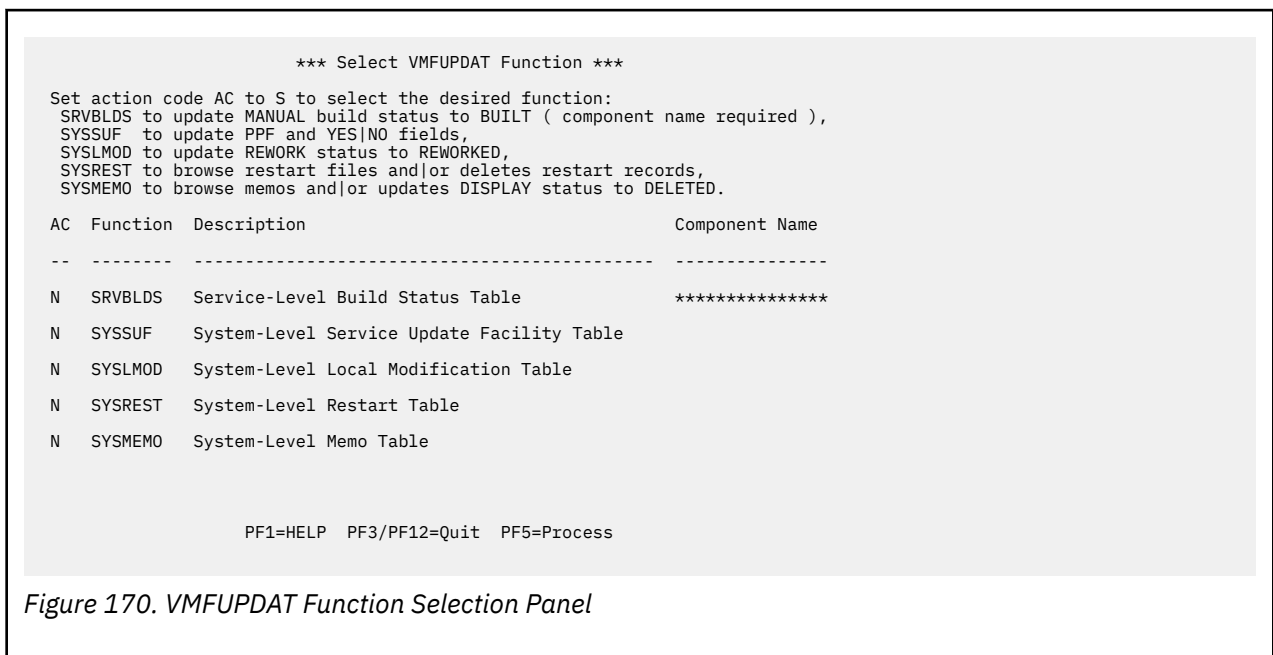 *** Select VMFUPDAT Function ***
Set action code AC to S to select the desired function:
SRVBLDS to update MANUAL build status to BUILT ( component name required ),
SYSSUF to update PPF and YES|NO fields,
SYSLMOD to update REWORK status to REWORKED,
SYSREST to browse restart files and|or deletes restart records,
SYSMEMO to browse memos and|or updates DISPLAY status to DELETED.
AC Function Description Component Name
-- -------- --------------------------------------------- ---------------
N SRVBLDS Service-Level Build Status Table ***************
N SYSSUF System-Level Service Update Facility Table
N SYSLMOD System-Level Local Modification Table
N SYSREST System-Level Restart Table
N SYSMEMO System-Level Memo Table
PF1=HELP PF3/PF12=Quit PF5=Process
Figure 170. VMFUPDAT Function Selection Panel